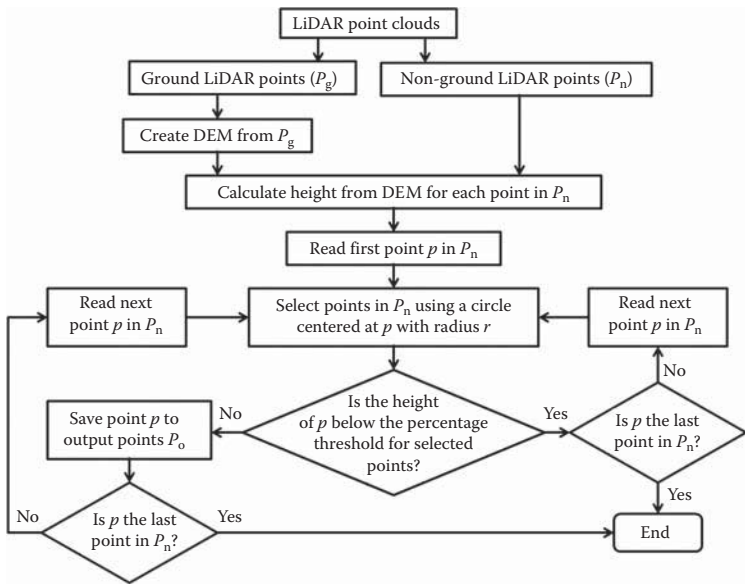 LiDAR point clouds
Ground LiDAR points (Pg)
Non-ground LiDAR points (Pn)
Create DEM from Pg
Calculate height from DEM for each point in Pn
Read first point p in Pn
Read next
point p in Pn
Select points in Pn using a circle
centered at p with radius r
Read next
point p in Pn
No
Save point p to
output points Po
No
Is the height
of p below the percentage
threshold for selected
points?
Yes
Is p the last
point in Pn?
Yes
No
Is p the last
point in Pn?
Yes
End